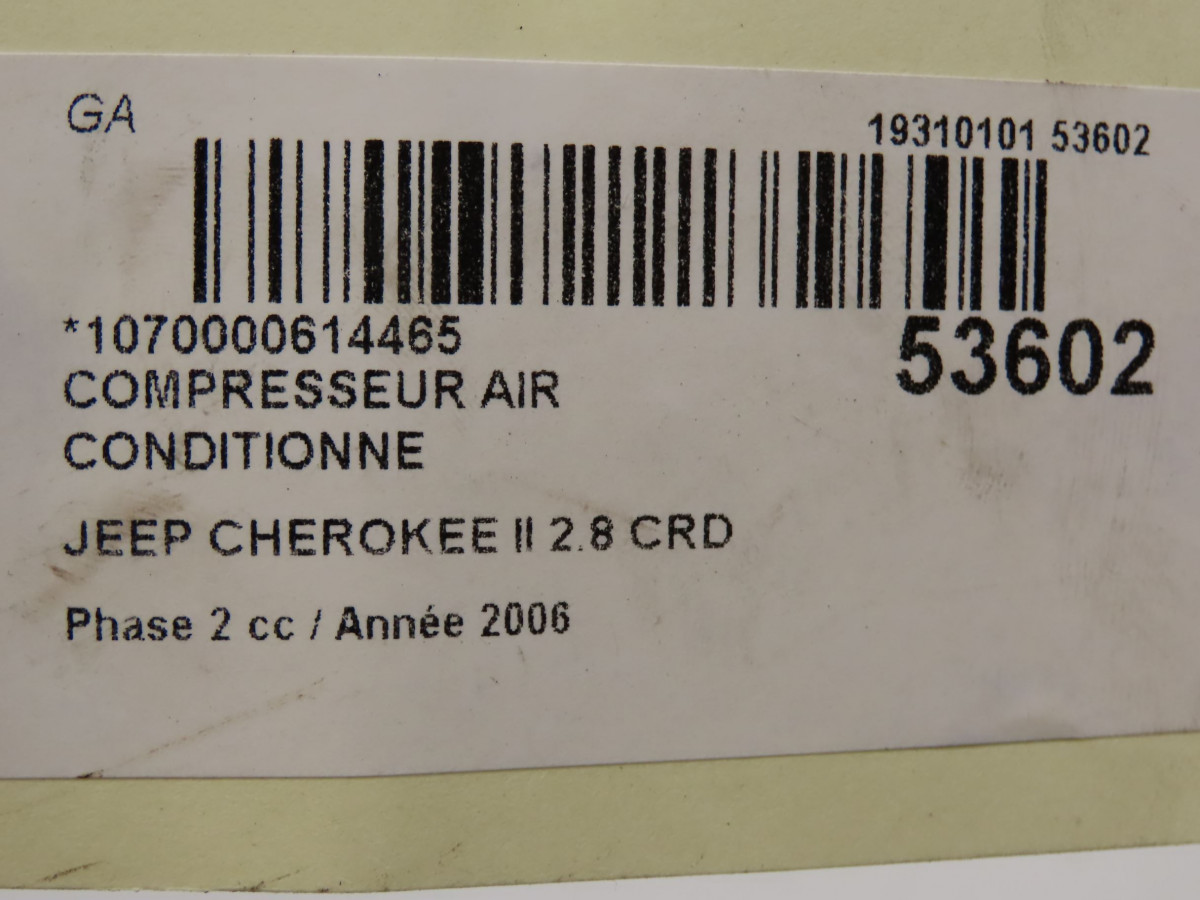 GA
19310101 53602
*1070000614465
53602
COMPRESSEUR AIR
CONDITIONNE
JEEP CHEROKEE II 2.8 CRD
Phase 2 cc / Année 2006